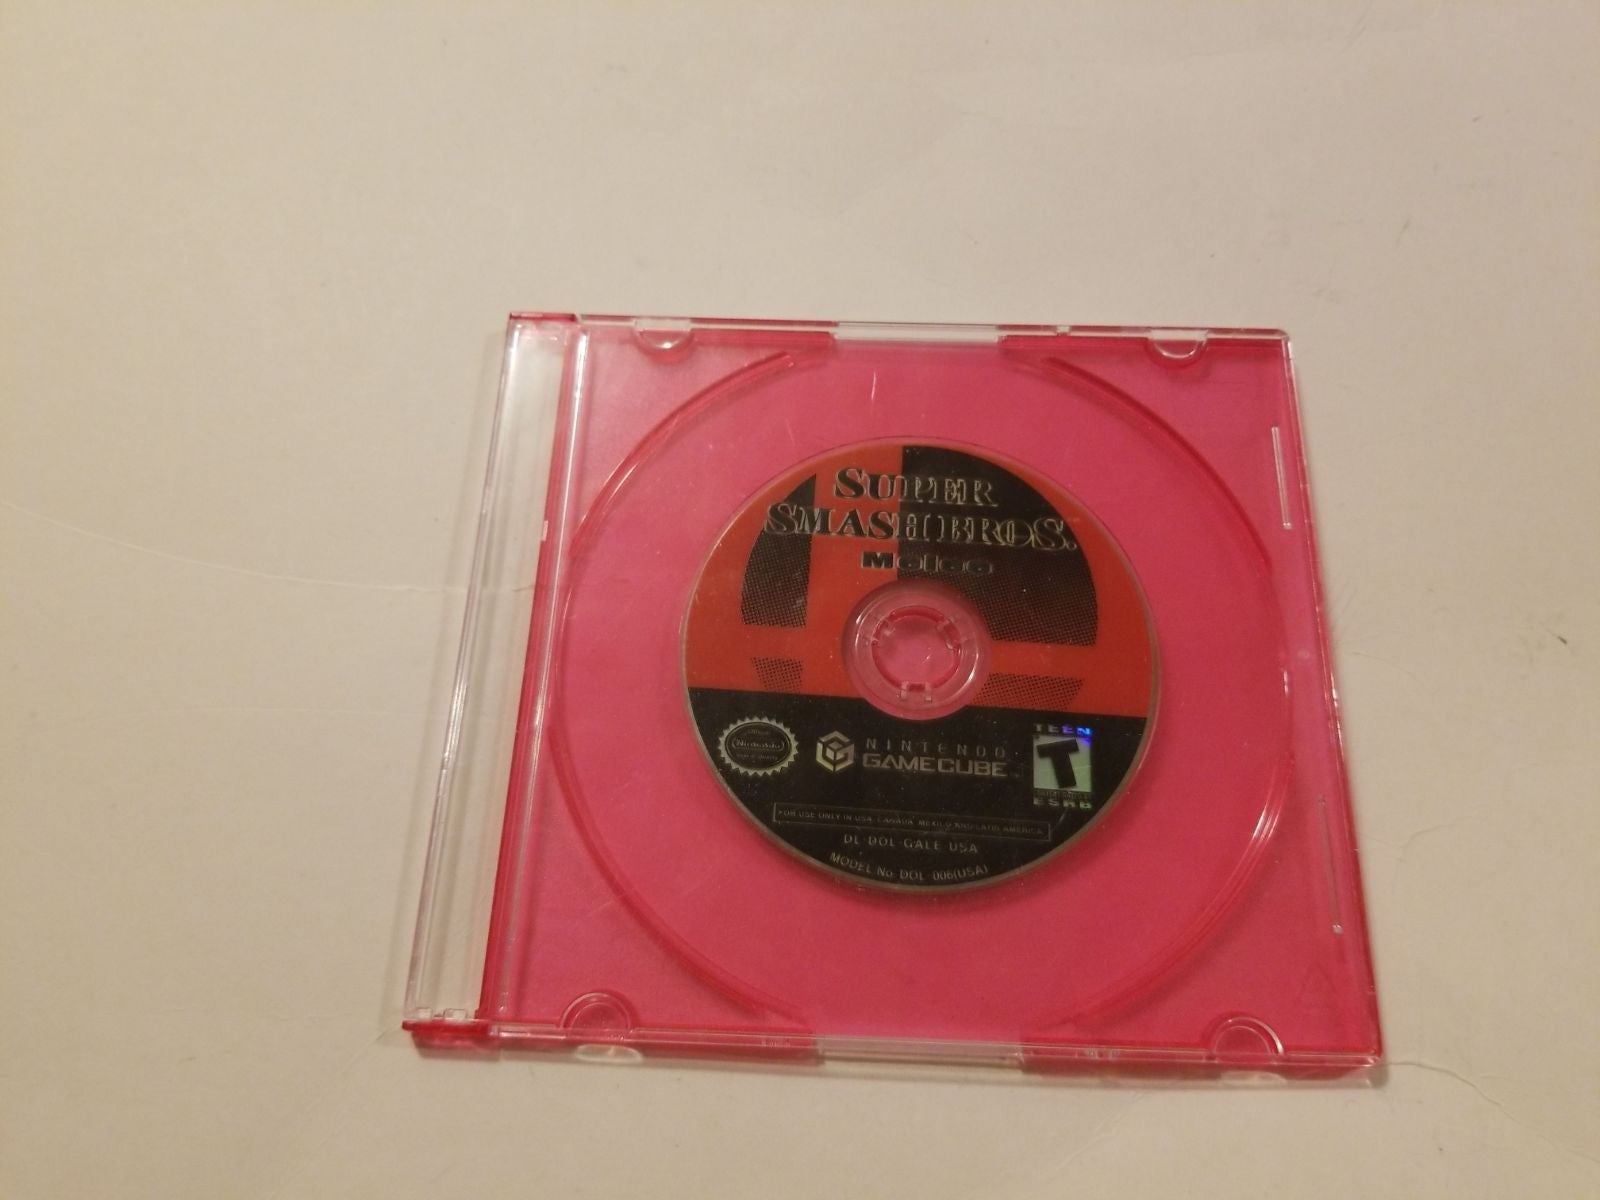 SUPER
SMASH BROS.
Melee
Nintendo
NINTENDO
GAMECUBE
TEEN
T
ESRB
FOR USE ONLY IN USA, CANADA, MEXICO AND LATIN AMERICA
DL-DOL-GALE-USA
MODEL No. DOL-006(USA)